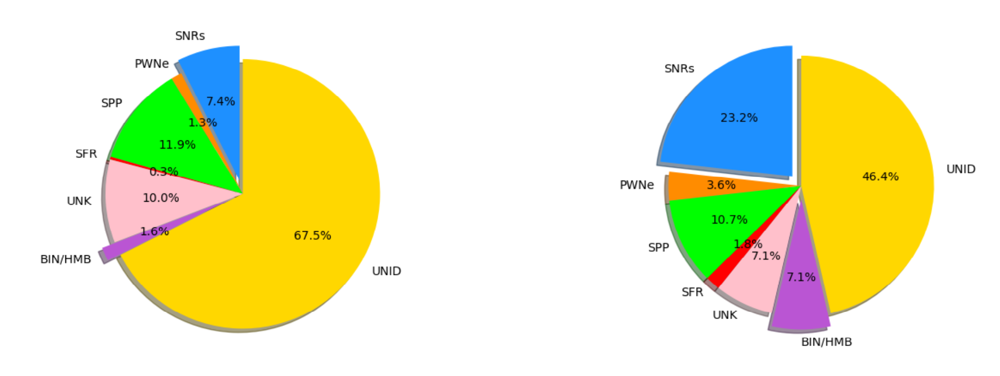 SNRs
PWNe
7.4%
SPP
1.3%
11.9%
SFR
0.3%
UNK
10.0%
1.6%
67.5%
BIN/HMB
UNID
SNRs
23.2%
UNID
46.4%
PWNe
3.6%
10.7%
SPP
1.8%
7.1%
7.1%
SFR
UNK
BIN/HMB